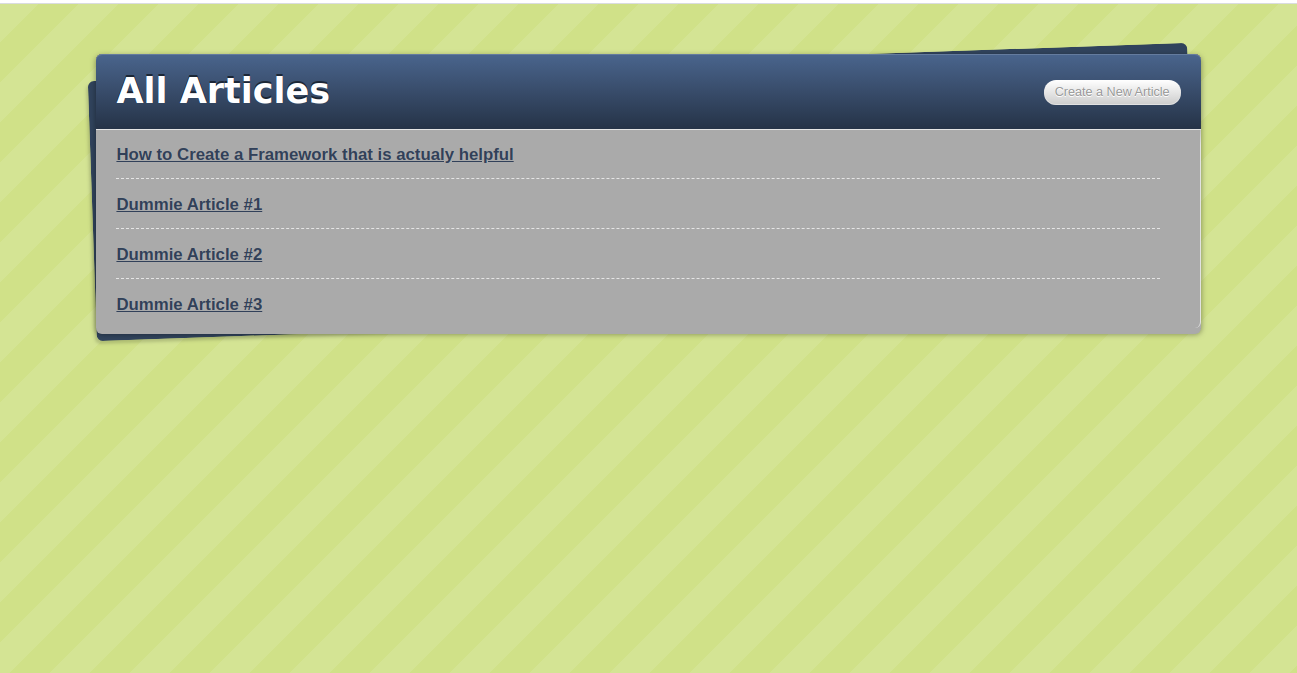 All Articles
Create a New Article
How to Create a Framework that is actualy helpful
Dummie Article #1
Dummie Article #2
Dummie Article #3